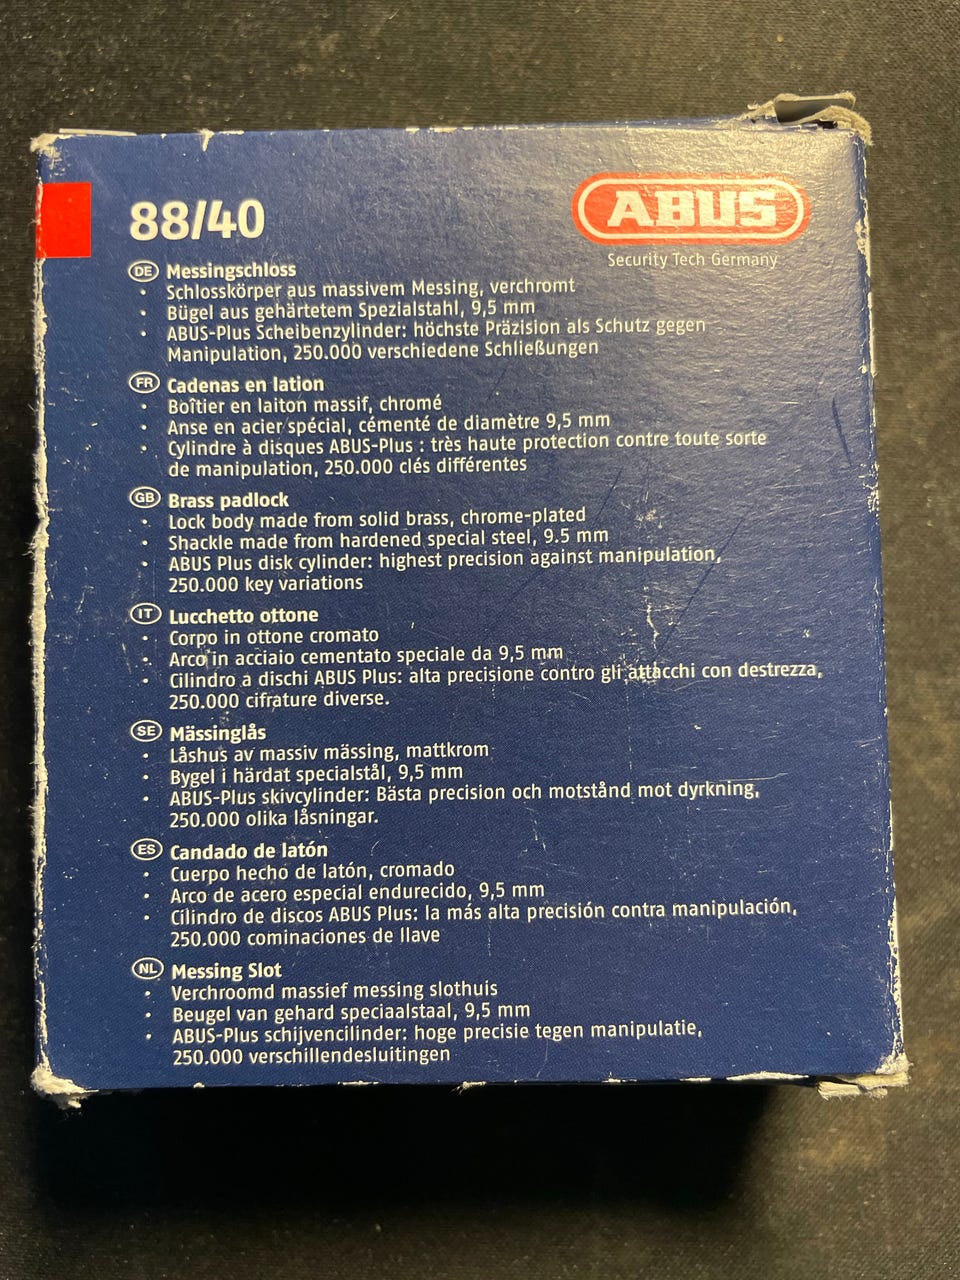 88/40
ABUS
Security Tech Germany
DE Messingschloss
• Schlosskörper aus massivem Messing, verchromt
• Bügel aus gehärtetem Spezialstahl, 9,5 mm
• ABUS-Plus Scheibenzylinder: höchste Präzision als Schutz gegen
Manipulation, 250.000 verschiedene Schließungen
FR Cadenas en lation
• Boîtier en laiton massif, chromé
• Anse en acier spécial, cémenté de diamètre 9,5 mm
• Cylindre à disques ABUS-Plus : très haute protection contre toute sorte
de manipulation, 250.000 clés différentes
GB Brass padlock
• Lock body made from solid brass, chrome-plated
• Shackle made from hardened special steel, 9.5 mm
• ABUS Plus disk cylinder: highest precision against manipulation,
250.000 key variations
IT Lucchetto ottone
• Corpo in ottone cromato
• Arco in acciaio cementato speciale da 9,5 mm
• Cilindro a dischi ABUS Plus: alta precisione contro gli attacchi con destrezza,
250.000 cifrature diverse.
SE Mässinglås
• Låshus av massiv mässing, mattkrom
• Bygel i härdat specialstål, 9,5 mm
• ABUS-Plus skivcylinder: Bästa precision och motstånd mot dyrkning,
250.000 olika låsningar.
ES Candado de latón
• Cuerpo hecho de latón, cromado
• Arco de acero especial endurecido, 9,5 mm
• Cilindro de discos ABUS Plus: la más alta precisión contra manipulación,
250.000 cominaciones de llave
NL Messing Slot
• Verchroomd massief messing slothuis
• Beugel van gehard speciaalstaal, 9,5 mm
• ABUS-Plus schijvencilinder: hoge precisie tegen manipulatie,
250.000 verschillendesluitingen